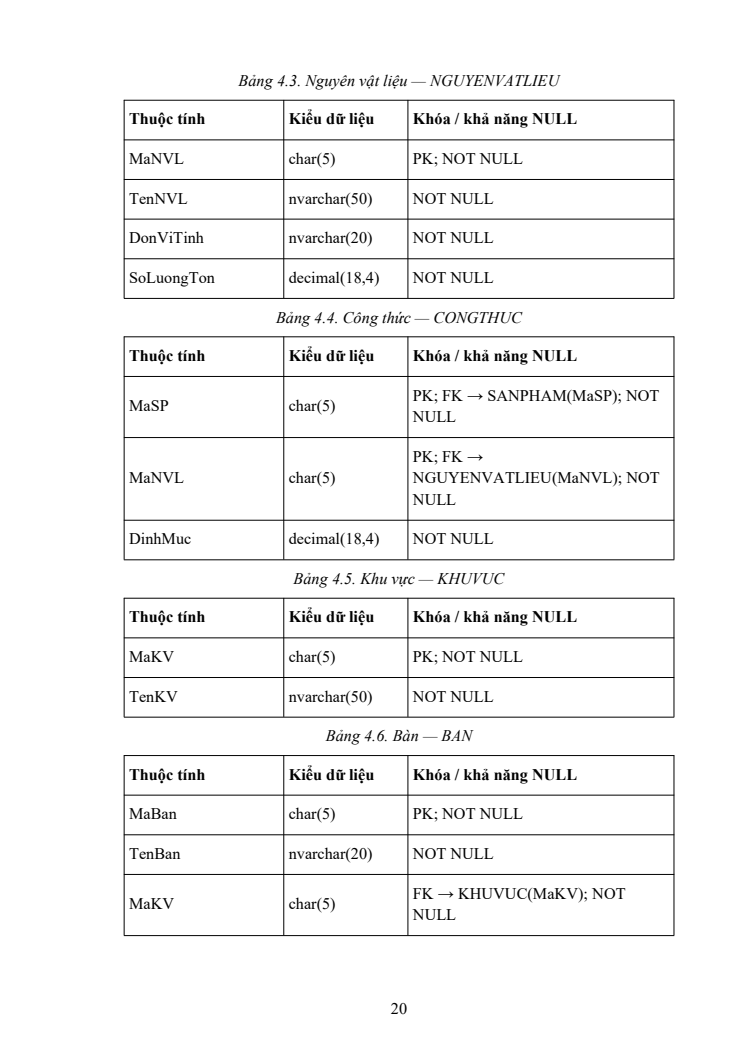 Bảng 4.3. Nguyên vật liệu — NGUYENVATLIEU
Thuộc tính Kiểu dữ liệu Khóa / khả năng NULL
MaNVL char(5) PK; NOT NULL
TenNVL nvarchar(50) NOT NULL
DonViTinh nvarchar(20) NOT NULL
SoLuongTon decimal(18,4) NOT NULL
Bảng 4.4. Công thức — CONGTHUC
Thuộc tính Kiểu dữ liệu Khóa / khả năng NULL
MaSP char(5) PK; FK → SANPHAM(MaSP); NOT
NULL
MaNVL char(5) PK; FK →
NGUYENVATLIEU(MaNVL); NOT
NULL
DinhMuc decimal(18,4) NOT NULL
Bảng 4.5. Khu vực — KHUVUC
Thuộc tính Kiểu dữ liệu Khóa / khả năng NULL
MaKV char(5) PK; NOT NULL
TenKV nvarchar(50) NOT NULL
Bảng 4.6. Bàn — BAN
Thuộc tính Kiểu dữ liệu Khóa / khả năng NULL
MaBan char(5) PK; NOT NULL
TenBan nvarchar(20) NOT NULL
MaKV char(5) FK → KHUVUC(MaKV); NOT
NULL
20